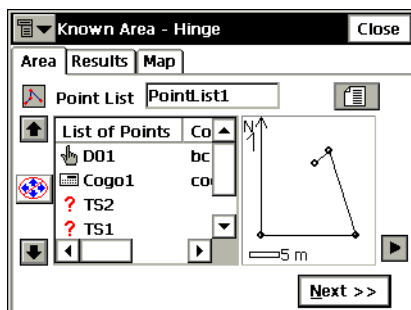 Known Area - Hinge Close
Area Results Map
Point List PointList1
List of Points Co
D01 bc
Cogo1 co
? TS2
? TS1
N
5 m
Next >>